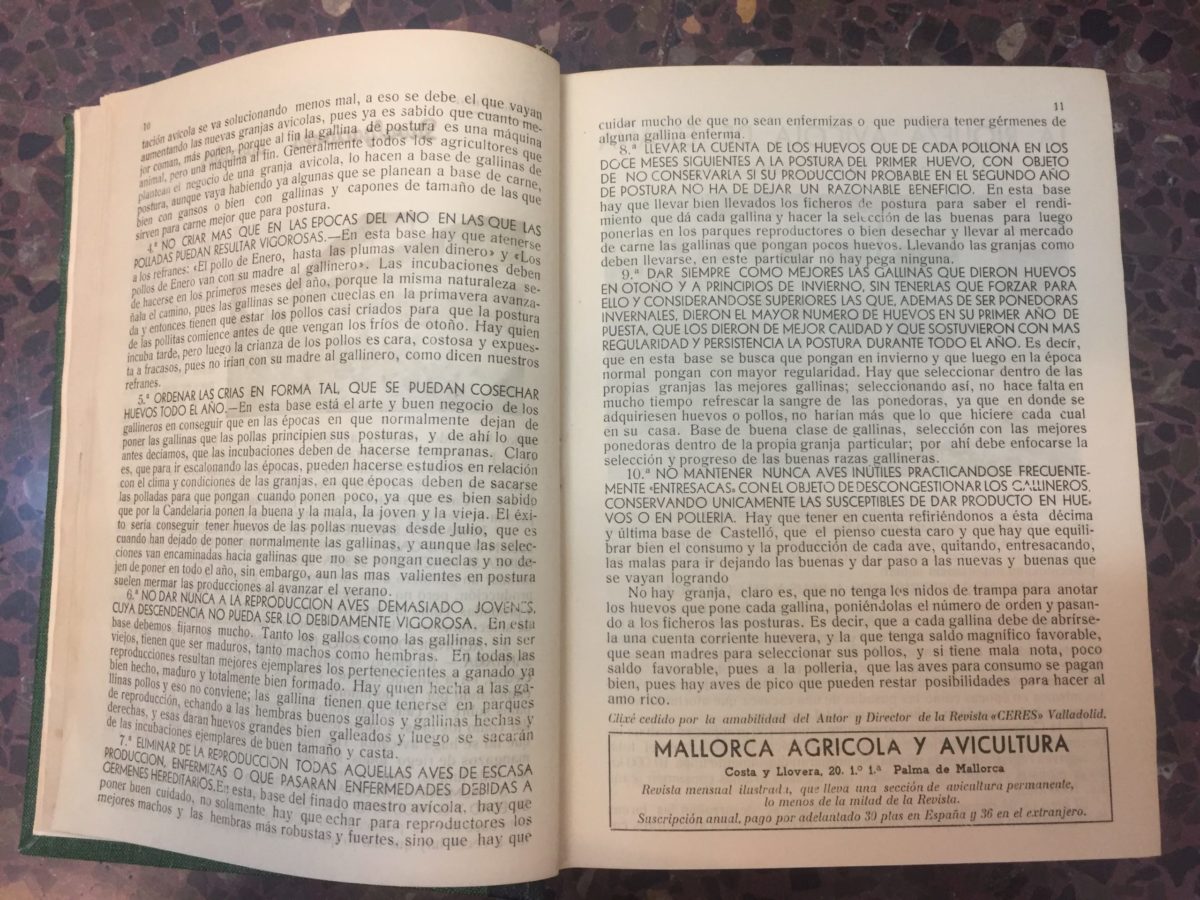 10
tación avícola se va solucionando menos mal, a eso se debe el que vayan
aumentando las nuevas granjas avicolas, pues ya es sabido que cuanto me-
jor coman, más ponen, porque al fin la gallina de postura es una máquina
animal, pero una máquina al fin. Generalmente todos los agricultores que
plantean el negocio de una granja avícola, lo hacen a base de gallinas de
postura, aunque vaya habiendo ya algunas que se planean a base de carne,
bien con gansos o bien con gallinas y capones de tamaño de las que
sirven para carne mejor que para postura.
4.ª NO CRIAR MAS QUE EN LAS EPOCAS DEL AÑO EN LAS QUE LAS
POLLADAS PUEDAN RESULTAR VIGOROSAS.—En esta base hay que atenerse
a los refranes: «El pollo de Enero, hasta las plumas valen dinero» y «Los
pollos de Enero van con su madre al gallinero». Las incubaciones deben
de hacerse en los primeros meses del año, porque la misma naturaleza se-
ñala el camino, pues las gallinas se ponen cueclas en la primavera avanza-
da y entonces tienen que estar los pollos casi criados para que la postura
de las pollitas comience antes de que vengan los fríos de otoño. Hay quien
incuba tarde, pero luego la crianza de los pollos es cara, costosa y expues-
ta a fracasos, pues no irían con su madre al gallinero, como dicen nuestros
refranes.
5.ª ORDENAR LAS CRIAS EN FORMA TAL, QUE SE PUEDAN COSECHAR
HUEVOS TODO EL AÑO.—En esta base está el arte y buen negocio de los
gallineros en conseguir que en las épocas en que normalmente dejan de
poner las gallinas que las pollas principien sus posturas, y de ahí lo que
antes decíamos, que las incubaciones deben de hacerse tempranas. Claro
es, que para ir escalonando las épocas, pueden hacerse estudios en relación
con el clima y condiciones de las granjas, en que épocas deben de sacarse
las polladas para que pongan cuando ponen poco, ya que es bien sabido
que por la Candelaria ponen la buena y la mala, la joven y la vieja. El éxi-
to sería conseguir tener huevos de las pollas nuevas desde Julio, que es
cuando han dejado de poner normalmente las gallinas, y aunque las selec-
ciones van encaminadas hacia gallinas que no se pongan cueclas y no de-
jen de poner en todo el año, sin embargo, aun las mas valientes en postura
suelen mermar las producciones al avanzar el verano.
6.ª NO DAR NUNCA A LA REPRODUCCION AVES DEMASIADO JOVENES,
CUYA DESCENDENCIA NO PUEDA SER LO DEBIDAMENTE VIGOROSA. En esta
base debemos fijarnos mucho. Tanto los gallos como las gallinas, sin ser
viejos, tienen que ser maduros, tanto machos como hembras. En todas las
reproducciones resultan mejores ejemplares los pertenecientes a ganado ya
bien hecho, maduro y totalmente bien formado. Hay quien hecha a las ga-
llinas pollos y eso no conviene; las gallina tienen que tenerse en parques
de reproducción, echando a las hembras buenos gallos y gallinas hechas y
derechas, y esas darán huevos grandes bien galleados y luego se sacarán
de las incubaciones ejemplares de buen tamaño y casta.
7.ª ELIMINAR DE LA REPRODUCCIÓN TODAS AQUELLAS AVES DE ESCASA
PRODUCCION, ENFERMIZAS O QUE PASARAN ENFERMEDADES DEBIDAS A
GERMENES HEREDITARIOS. En esta, base del finado maestro avícola, hay que
poner buen cuidado, no solamente hay que echar para reproductores los
mejores machos y las hembras más robustas y fuertes, sino que hay que
11
cuidar mucho de que no sean enfermizas o que pudiera tener gérmenes de
alguna gallina enferma.
8.ª LLEVAR LA CUENTA DE LOS HUEVOS QUE DE CADA POLLONA EN LOS
DOCE MESES SIGUIENTES A LA POSTURA DEL PRIMER HUEVO, CON OBJETO
DE NO CONSERVARLA SI SU PRODUCCIÓN PROBABLE EN EL SEGUNDO AÑO
DE POSTURA NO HA DE DEJAR UN RAZONABLE BENEFICIO. En esta base
hay que llevar bien llevados los ficheros de postura para saber el rendi-
miento que dá cada gallina y hacer la selección de las buenas para luego
ponerlas en los parques reproductores o bien desechar y llevar al mercado
de carne las gallinas que pongan pocos huevos. Llevando las granjas como
deben llevarse, en este particular no hay pega ninguna.
9.ª DAR SIEMPRE COMO MEJORES LAS GALLINAS QUE DIERON HUEVOS
EN OTOÑO Y A PRINCIPIOS DE INVIERNO, SIN TENERLAS QUE FORZAR PARA
ELLO Y CONSIDERANDOSE SUPERIORES LAS QUE, ADEMAS DE SER PONEDORAS
INVERNALES, DIERON EL MAYOR NUMERO DE HUEVOS EN SU PRIMER AÑO DE
PUESTA, QUE LOS DIERON DE MEJOR CALIDAD Y QUE SOSTUVIERON CON MAS
REGULARIDAD Y PERSISTENCIA LA POSTURA DURANTE TODO EL AÑO. Es decir,
que en esta base se busca que pongan en invierno y que luego en la época
normal pongan con mayor regularidad. Hay que seleccionar dentro de las
propias granjas las mejores gallinas; seleccionando así, no hace falta en
mucho tiempo refrescar la sangre de las ponedoras, ya que en donde se
adquiriesen huevos o pollos, no harían más que lo que hiciere cada cual
en su casa. Base de buena clase de gallinas, selección con las mejores
ponedoras dentro de la propia granja particular; por ahí debe enfocarse la
selección y progreso de las buenas razas gallineras.
10.ª NO MANTENER NUNCA AVES INÚTILES PRACTICANDOSE FRECUENTE-
MENTE «ENTRESACAS» CON EL OBJETO DE DESCONGESTIONAR LOS GALLINEROS,
CONSERVANDO UNICAMENTE LAS SUSCEPTIBLES DE DAR PRODUCTO EN HUE-
VOS O EN POLLERIA. Hay que tener en cuenta refiriéndonos a ésta décima
y última base de Castelló, que el pienso cuesta caro y que hay que equili-
brar bien el consumo y la producción de cada ave, quitando, entresacando,
las malas para ir dejando las buenas y dar paso a las nuevas y buenas que
se vayan logrando
No hay granja, claro es, que no tenga les nidos de trampa para anotar
los huevos que pone cada gallina, poniéndolas el número de orden y pasan-
do a los ficheros las posturas. Es decir, que a cada gallina debe de abrirse-
la una cuenta corriente huevera, y la que tenga saldo magnífico favorable,
que sean madres para seleccionar sus pollos, y si tiene mala nota, poco
saldo favorable, pues a la polleria, que las aves para consumo se pagan
bien, pues hay aves de pico que pueden restar posibilidades para hacer al
amo rico.
Clixé cedido por la amabilidad del Autor y Director de la Revista «CERES» Valladolid.
MALLORCA AGRICOLA Y AVICULTURA
Costa y Llovera, 20. 1.º 1.ª Palma de Mallorca
Revista mensual ilustrada, que lleva una sección de avicultura permanente,
lo menos de la mitad de la Revista.
Suscripción anual, pago por adelantado 30 ptas en España y 36 en el extranjero.